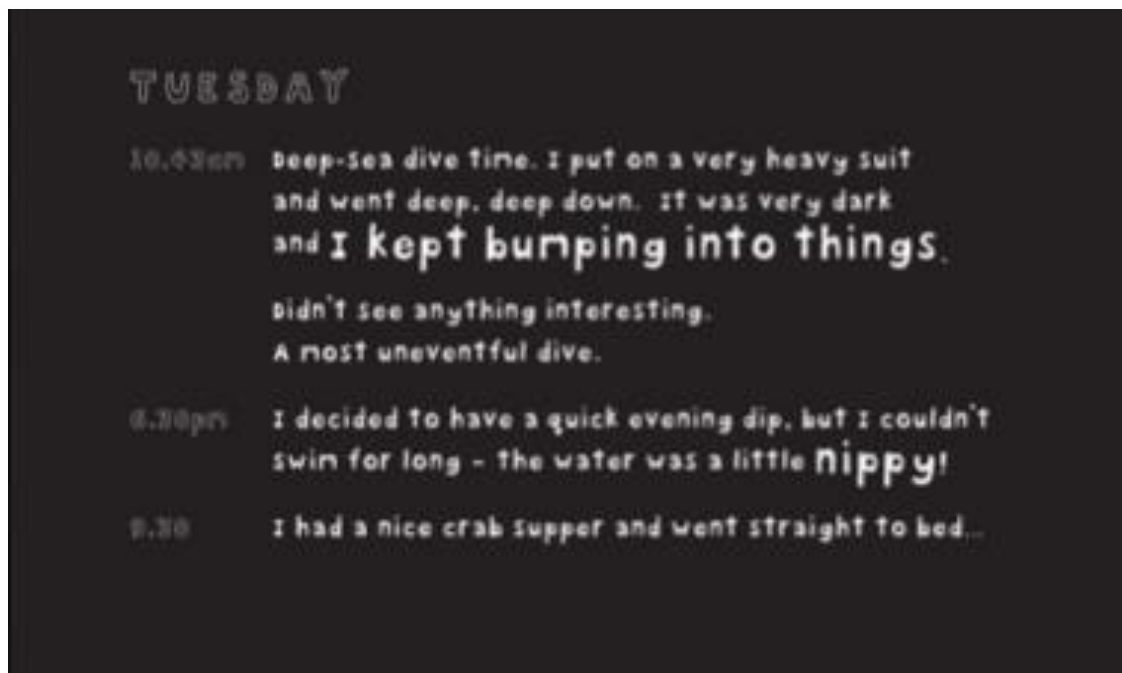 TUESDAY
Deep-sea dive time. I put on a very heavy suit
and went deep, deep down. It was very dark
and I kept bumping into things.
Didn't see anything interesting.
A most uneventful dive.
I decided to have a quick evening dip, but I couldn't
swim for long - the water was a little nippy!
9.30 I had a nice crab supper and went straight to bed...